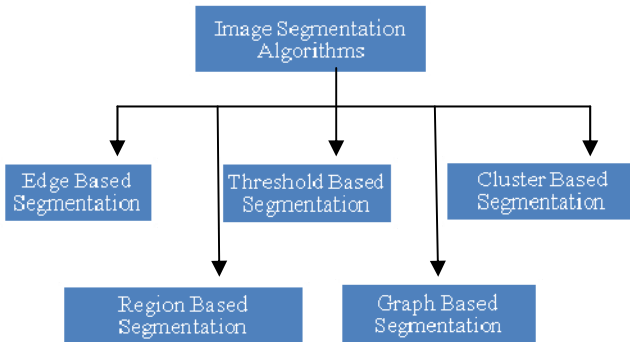 Image Segmentation
Algorithms
Edge Based
Segmentation
Threshold Based
Segmentation
Cluster Based
Segmentation
Region Based
Segmentation
Graph Based
Segmentation